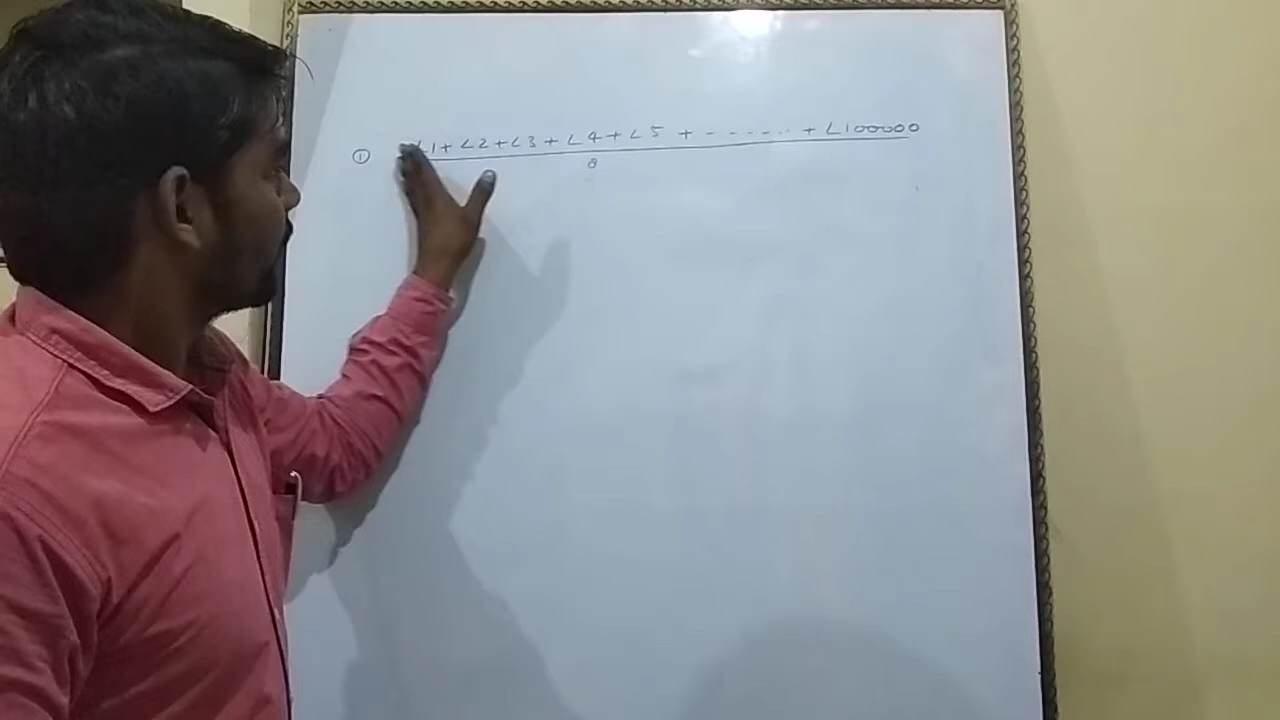 ① ∠1+∠2+∠3+∠4+∠5 +------+∠100000
8